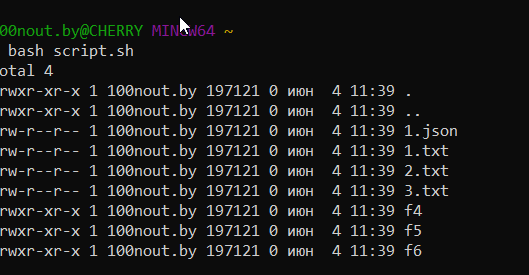 00nout.by@CHERRY MINGW64 ~
bash script.sh
otal 4
rwxr-xr-x 1 100nout.by 197121 0 июн 4 11:39 .
rwxr-xr-x 1 100nout.by 197121 0 июн 4 11:39 ..
rw-r--r-- 1 100nout.by 197121 0 июн 4 11:39 1.json
rw-r--r-- 1 100nout.by 197121 0 июн 4 11:39 1.txt
rw-r--r-- 1 100nout.by 197121 0 июн 4 11:39 2.txt
rw-r--r-- 1 100nout.by 197121 0 июн 4 11:39 3.txt
rwxr-xr-x 1 100nout.by 197121 0 июн 4 11:39 f4
rwxr-xr-x 1 100nout.by 197121 0 июн 4 11:39 f5
rwxr-xr-x 1 100nout.by 197121 0 июн 4 11:39 f6